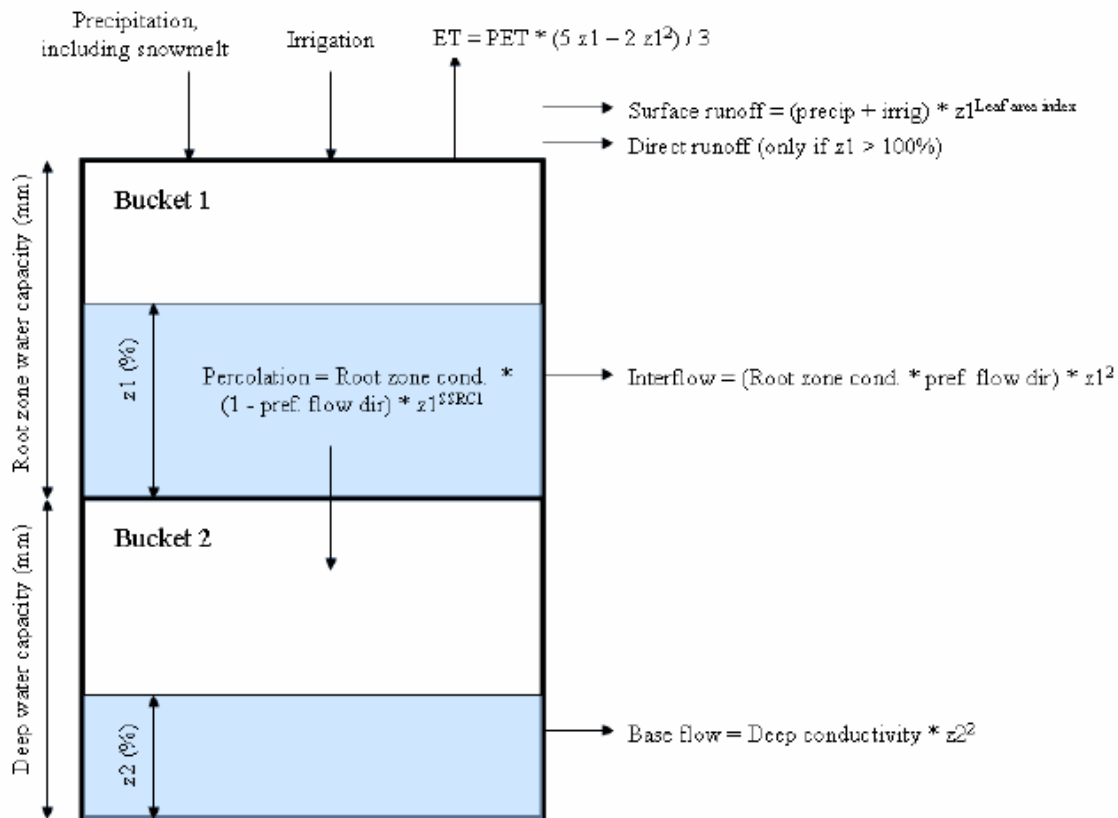 Precipitation,
including snowmelt
Irrigation
ET = PET * (5 z1 – 2 z1²) / 3
Surface runoff = (precip + irrig) * z1^Leaf area index
Direct runoff (only if z1 > 100%)
Root zone water capacity (mm)
Bucket 1
z1 (%)
Percolation = Root zone cond. *
(1 - pref. flow dir) * z1^SSRC1
Interflow = (Root zone cond. * pref. flow dir) * z1²
Deep water capacity (mm)
Bucket 2
z2 (%)
Base flow = Deep conductivity * z2²